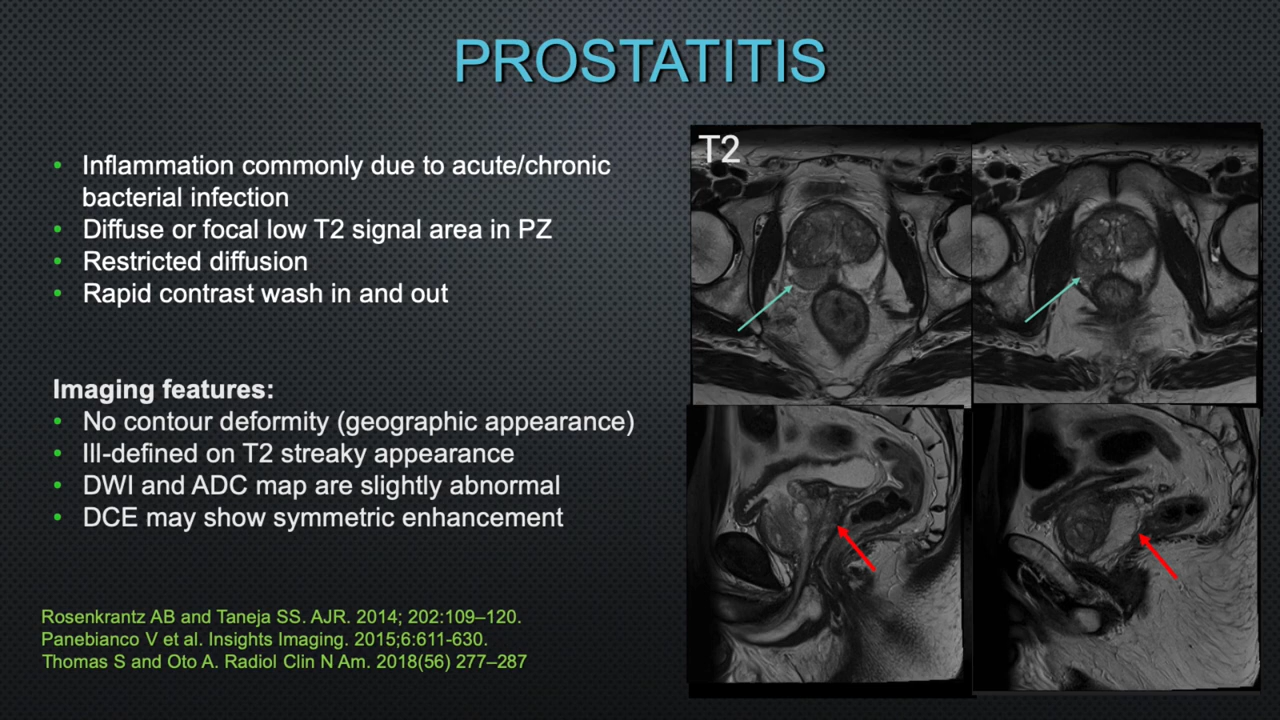 PROSTATITIS
• Inflammation commonly due to acute/chronic
bacterial infection
• Diffuse or focal low T2 signal area in PZ
• Restricted diffusion
• Rapid contrast wash in and out
Imaging features:
• No contour deformity (geographic appearance)
• Ill-defined on T2 streaky appearance
• DWI and ADC map are slightly abnormal
• DCE may show symmetric enhancement
Rosenkrantz AB and Taneja SS. AJR. 2014; 202:109–120.
Panebianco V et al. Insights Imaging. 2015;6:611-630.
Thomas S and Oto A. Radiol Clin N Am. 2018(56) 277–287
T2